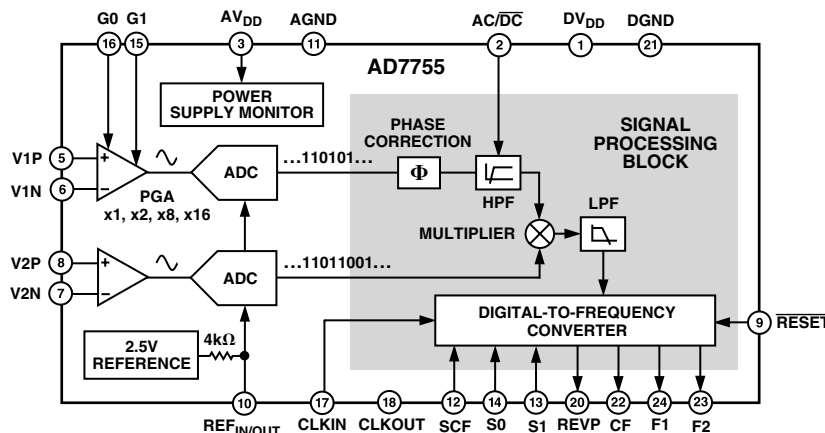 G0 G1 AV_DD AGND AC/DC DV_DD DGND
16 15 3 11 2 1 21
AD7755
POWER
SUPPLY MONITOR
PHASE
CORRECTION
SIGNAL
PROCESSING
BLOCK
V1P 5 +
V1N 6 −
PGA
x1, x2, x8, x16
ADC
...110101...
Φ
HPF
LPF
MULTIPLIER
V2P 8 +
V2N 7 −
ADC
...11011001...
DIGITAL-TO-FREQUENCY
CONVERTER
9 RESET
2.5V
REFERENCE
4kΩ
10 17 18 12 14 13 20 22 24 23
REF_IN/OUT CLKIN CLKOUT SCF S0 S1 REVP CF F1 F2